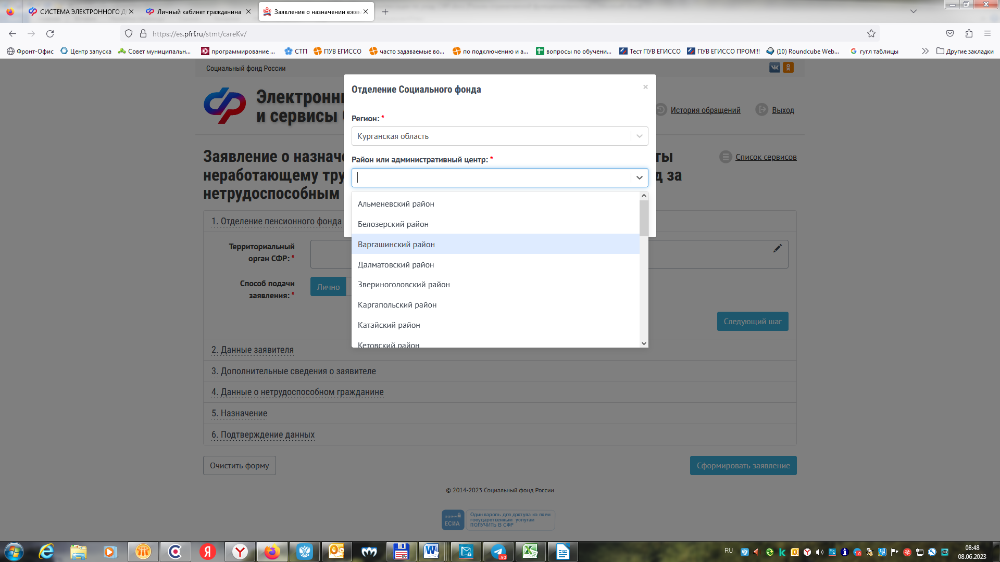 СИСТЕМА ЭЛЕКТРОННОГО Д
Личный кабинет гражданина
Заявление о назначении ежем
https://es.pfrf.ru/stmt/careKv/
Фронт-Офис
Центр запуска
Совет муниципальн...
программирование ...
СТП
ПУВ ЕГИССО
часто задаваемые во...
по подключению и а...
вопросы по обучени...
Тест ПУВ ЕГИССО
ПУВ ЕГИССО ПРОМ!!!
(10) Roundcube Web...
гугл таблицы
Другие закладки
Социальный фонд России
Отделение Социального фонда
Электронн
и сервисы
История обращений
Выход
Регион: *
Курганская область
Заявление о назнач
ты
Список сервисов
Район или административный центр: *
неработающему тру
д за
нетрудоспособным
Альменевский район
Белозерский район
Варгашинский район
Далматовский район
Звериноголовский район
Каргапольский район
Катайский район
Кетовский район
1. Отделение пенсионного фонда
Территориальный
орган СФР: *
Способ подачи
заявления: *
Лично
Следующий шаг
2. Данные заявителя
3. Дополнительные сведения о заявителе
4. Данные о нетрудоспособном гражданине
5. Назначение
6. Подтверждение данных
Очистить форму
Сформировать заявление
© 2014-2023 Социальный фонд России
ЕСИА
Один пароль для доступа ко всем
государственным услугам
ПОЛУЧИТЬ В СФР
RU
08:48
08.06.2023